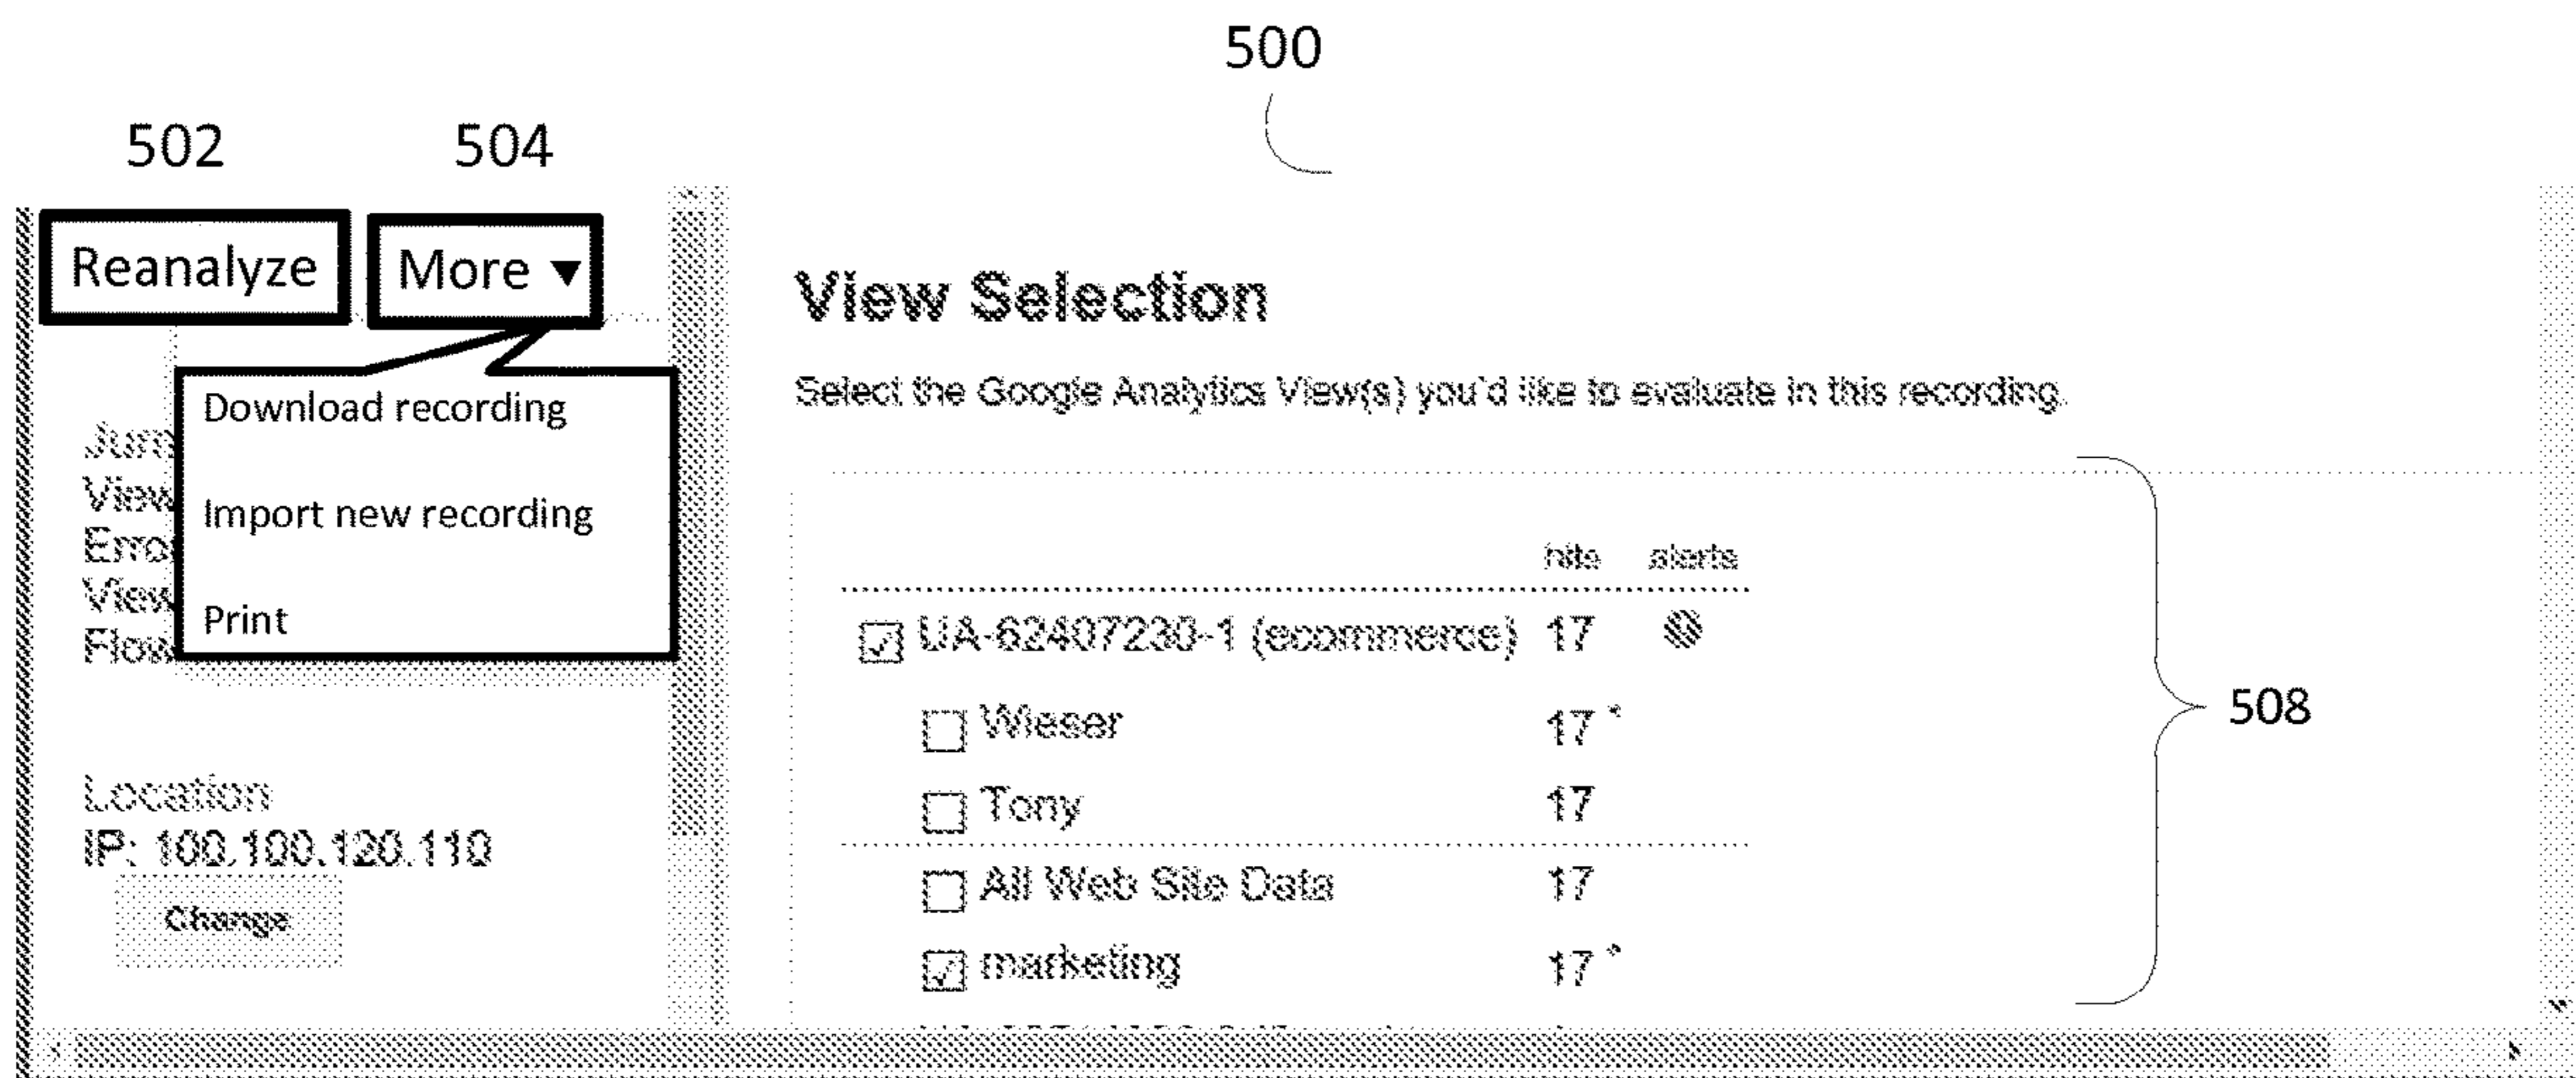 500
502 504
Reanalyze More ▼
Download recording
Import new recording
Print
View
View
Location
IP: 100.100.120.110
Change
View Selection
Select the Google Analytics View(s) you'd like to evaluate in this recording.
hits alerts
UA-62407230-1 (ecommerce) 17
Wieser 17 *
Tony 17
All Web Site Data 17
marketing 17 *
508